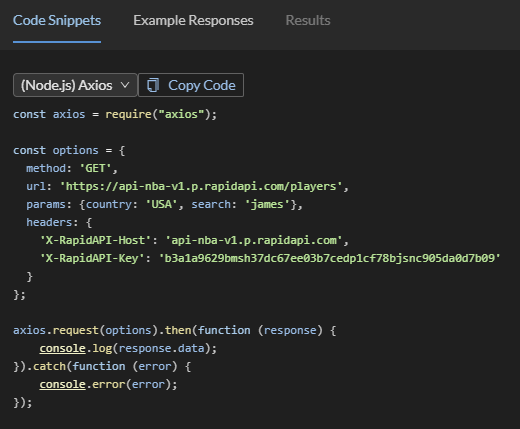 Code Snippets Example Responses Results
(Node.js) Axios Copy Code
const axios = require("axios");
const options = {
method: 'GET',
url: 'https://api-nba-v1.p.rapidapi.com/players',
params: {country: 'USA', search: 'james'},
headers: {
'X-RapidAPI-Host': 'api-nba-v1.p.rapidapi.com',
'X-RapidAPI-Key': 'b3a1a9629bmsh37dc67ee03b7cedp1cf78bjsnc905da0d7b09'
}
};
axios.request(options).then(function (response) {
console.log(response.data);
}).catch(function (error) {
console.error(error);
});